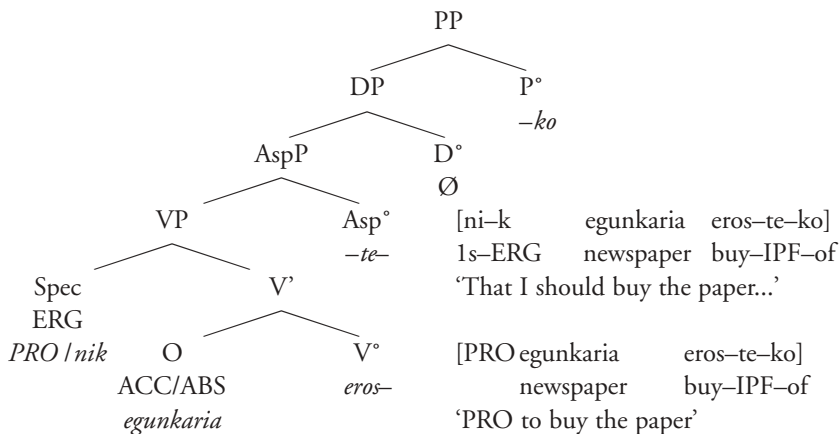 PP
DP P°
–ko
AspP D°
Ø
VP Asp° [ni–k egunkaria eros–te–ko]
–te– 1s–ERG newspaper buy–IPF–of
Spec V’ ‘That I should buy the paper...’
ERG
PRO / nik O V° [PRO egunkaria eros–te–ko]
ACC/ABS eros– newspaper buy–IPF–of
egunkaria ‘PRO to buy the paper’